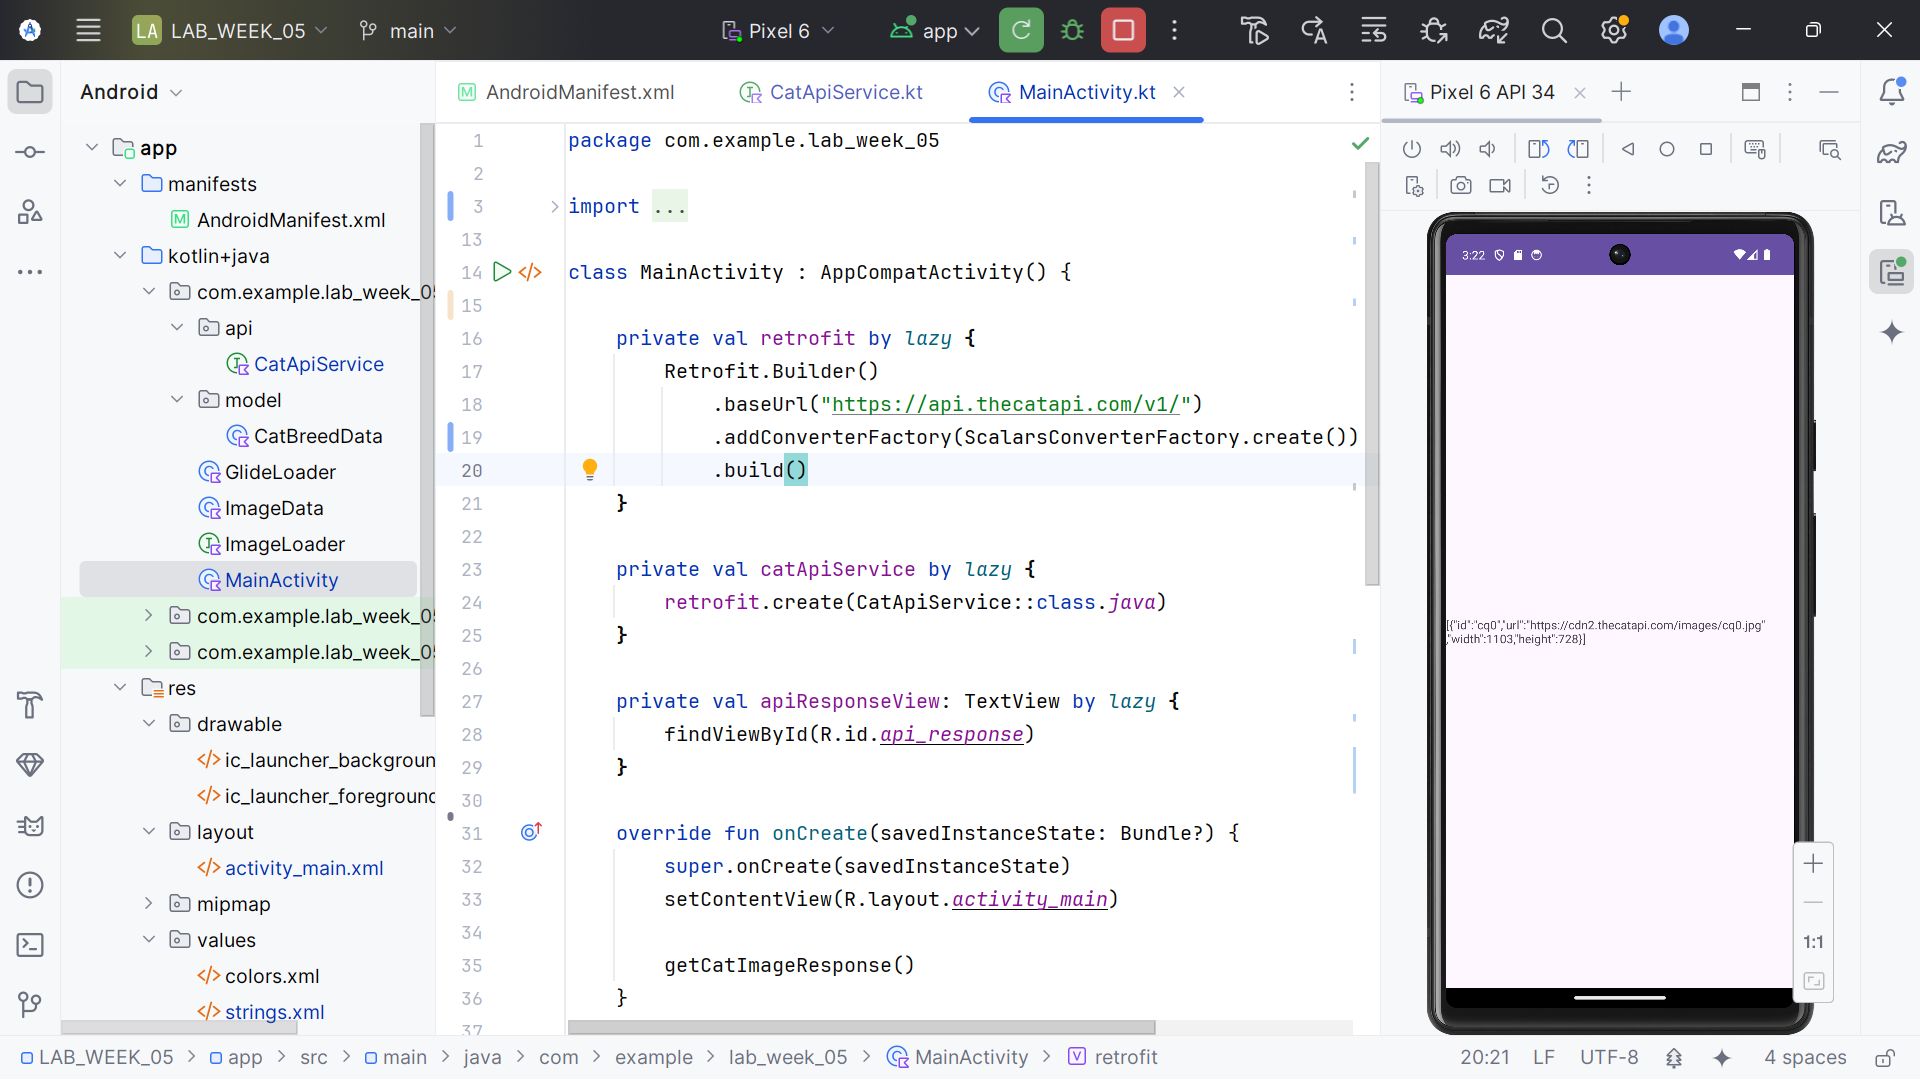 LA LAB_WEEK_05 main Pixel 6 app
Android
AndroidManifest.xml CatApiService.kt MainActivity.kt
Pixel 6 API 34
app
manifests
AndroidManifest.xml
kotlin+java
com.example.lab_week_05
api
CatApiService
model
CatBreedData
GlideLoader
ImageData
ImageLoader
MainActivity
com.example.lab_week_05
com.example.lab_week_05
res
drawable
ic_launcher_backgroun
ic_launcher_foreground
layout
activity_main.xml
mipmap
values
colors.xml
strings.xml
1 package com.example.lab_week_05
2
3 import ...
13
14 class MainActivity : AppCompatActivity() {
15
16 private val retrofit by lazy {
17 Retrofit.Builder()
18 .baseUrl("https://api.thecatapi.com/v1/")
19 .addConverterFactory(ScalarsConverterFactory.create())
20 .build()
21 }
22
23 private val catApiService by lazy {
24 retrofit.create(CatApiService::class.java)
25 }
26
27 private val apiResponseView: TextView by lazy {
28 findViewById(R.id.api_response)
29 }
30
31 override fun onCreate(savedInstanceState: Bundle?) {
32 super.onCreate(savedInstanceState)
33 setContentView(R.layout.activity_main)
34
35 getCatImageResponse()
36 }
37
3:22
[{"id":"cq0","url":"https://cdn2.thecatapi.com/images/cq0.jpg"
,"width":1103,"height":728}]
1:1
LAB_WEEK_05 > app > src > main > java > com > example > lab_week_05 > MainActivity > retrofit
20:21 LF UTF-8 4 spaces